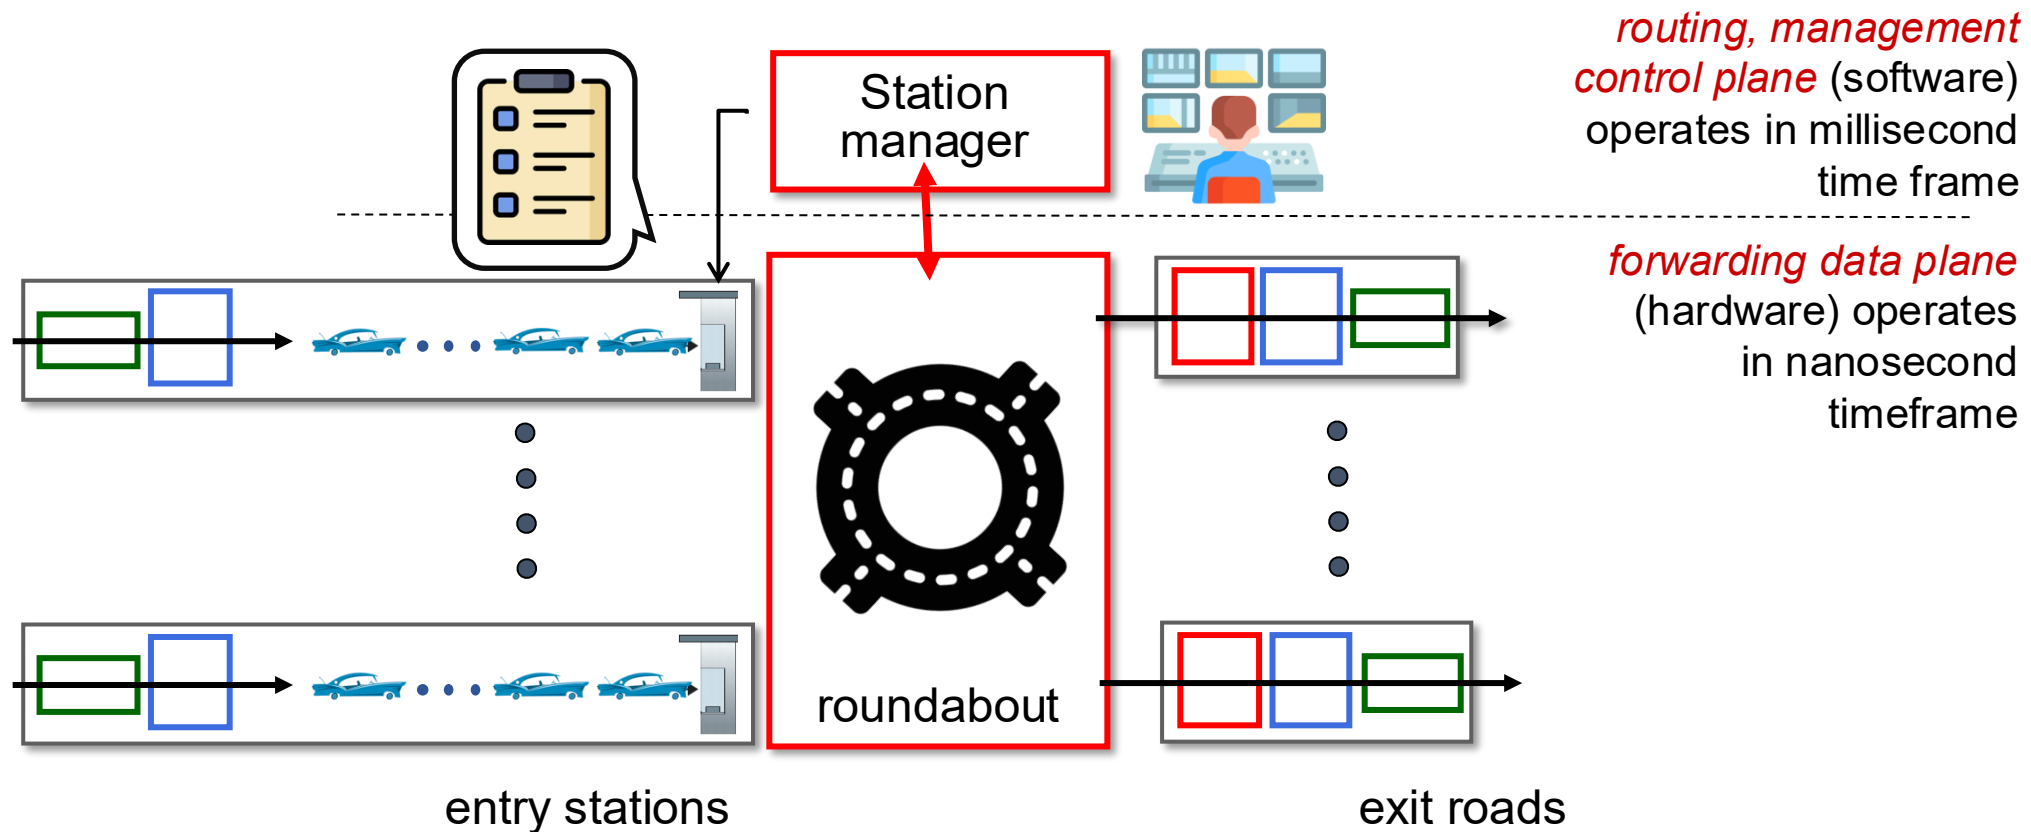 Station
manager
routing, management
control plane (software)
operates in millisecond
time frame
forwarding data plane
(hardware) operates
in nanosecond
timeframe
roundabout
entry stations
exit roads